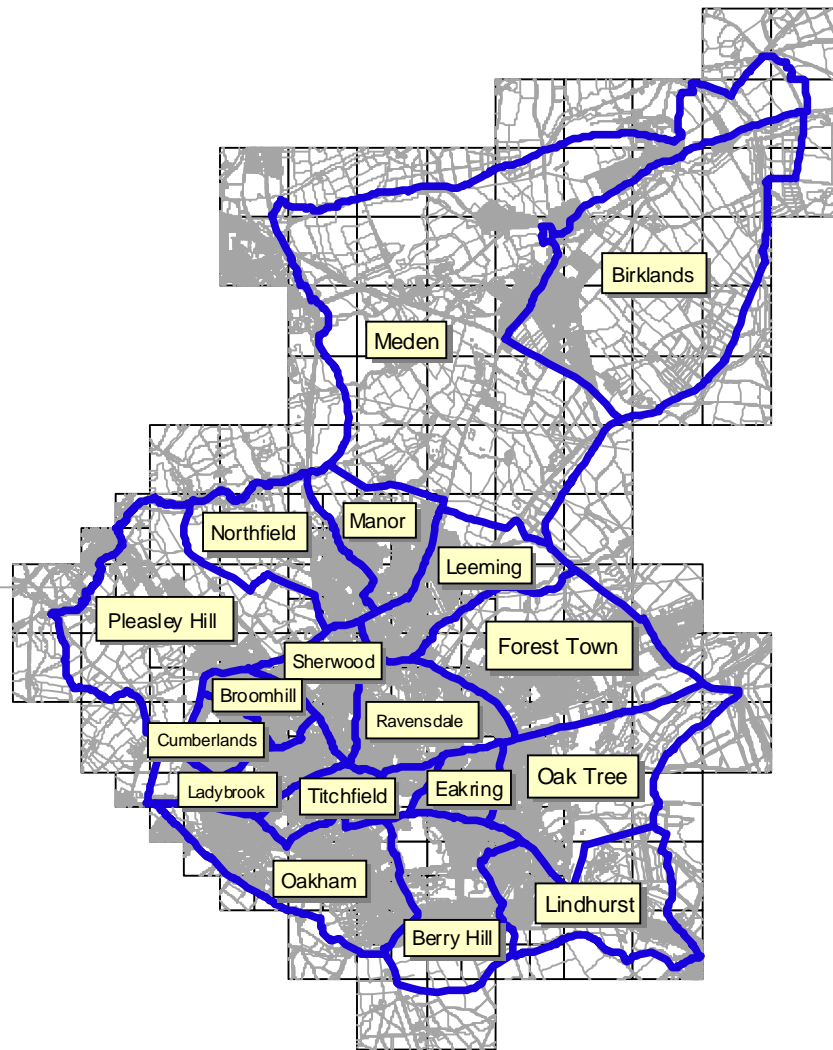 Birklands
Meden
Manor
Northfield
Leeming
Pleasley Hill
Forest Town
Sherwood
Broomhill
Ravensdale
Cumberlands
Oak Tree
Ladybrook
Titchfield
Eakring
Oakham
Lindhurst
Berry Hill